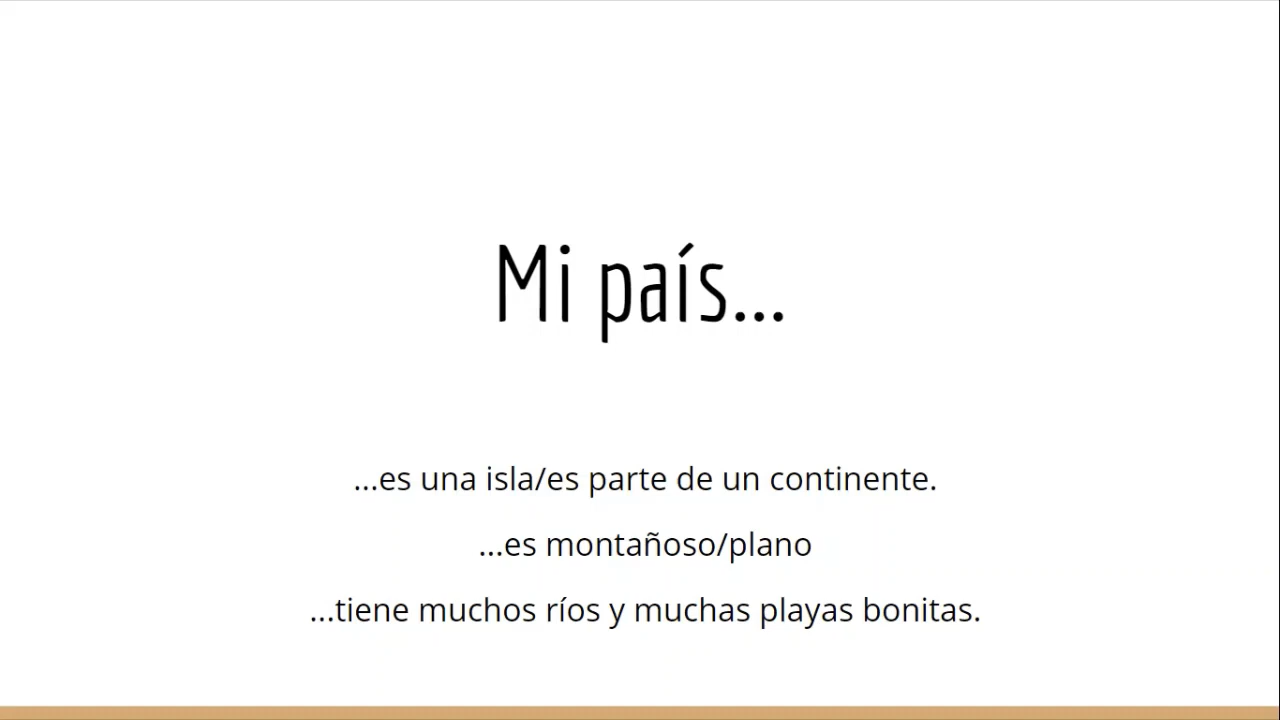 Mi país...
...es una isla/es parte de un continente.
...es montañoso/plano
...tiene muchos ríos y muchas playas bonitas.